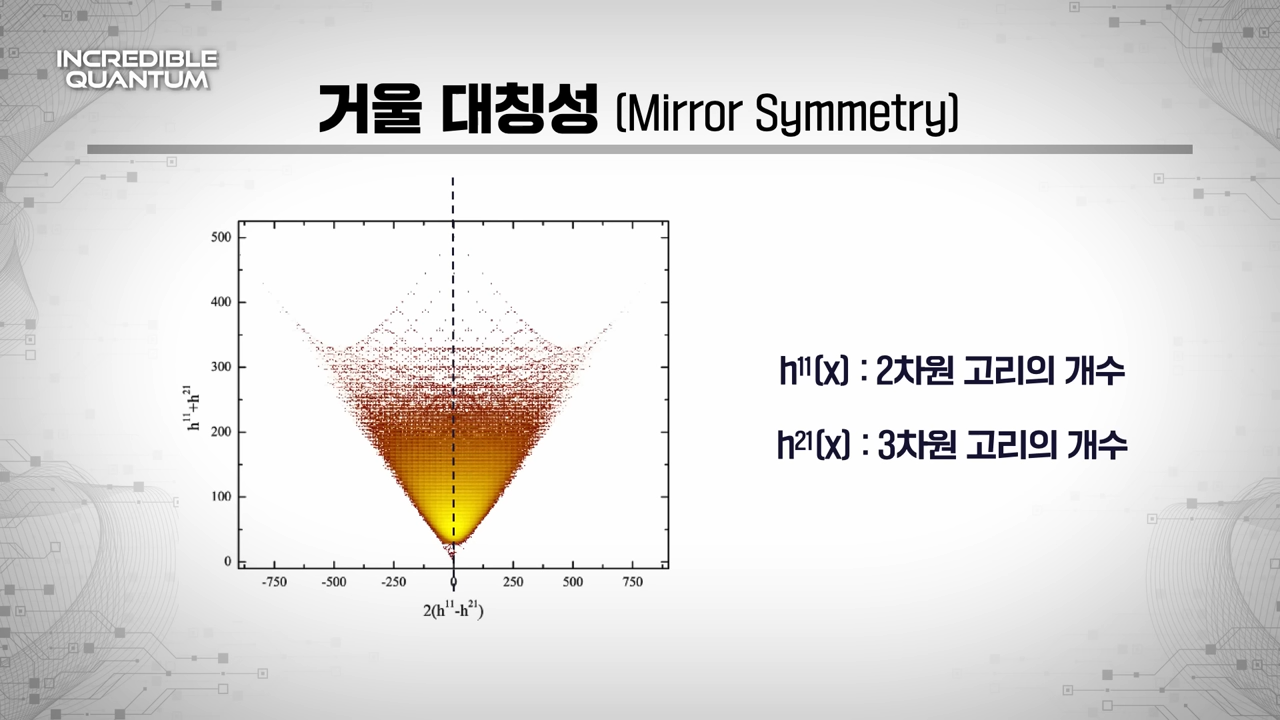 INCREDIBLE
QUANTUM
거울 대칭성 (Mirror Symmetry)
500
400
300
200
100
0
h¹¹+h²¹
-750 -500 -250 0 250 500 750
2(h¹¹-h²¹)
h¹¹(x) : 2차원 고리의 개수
h²¹(x) : 3차원 고리의 개수